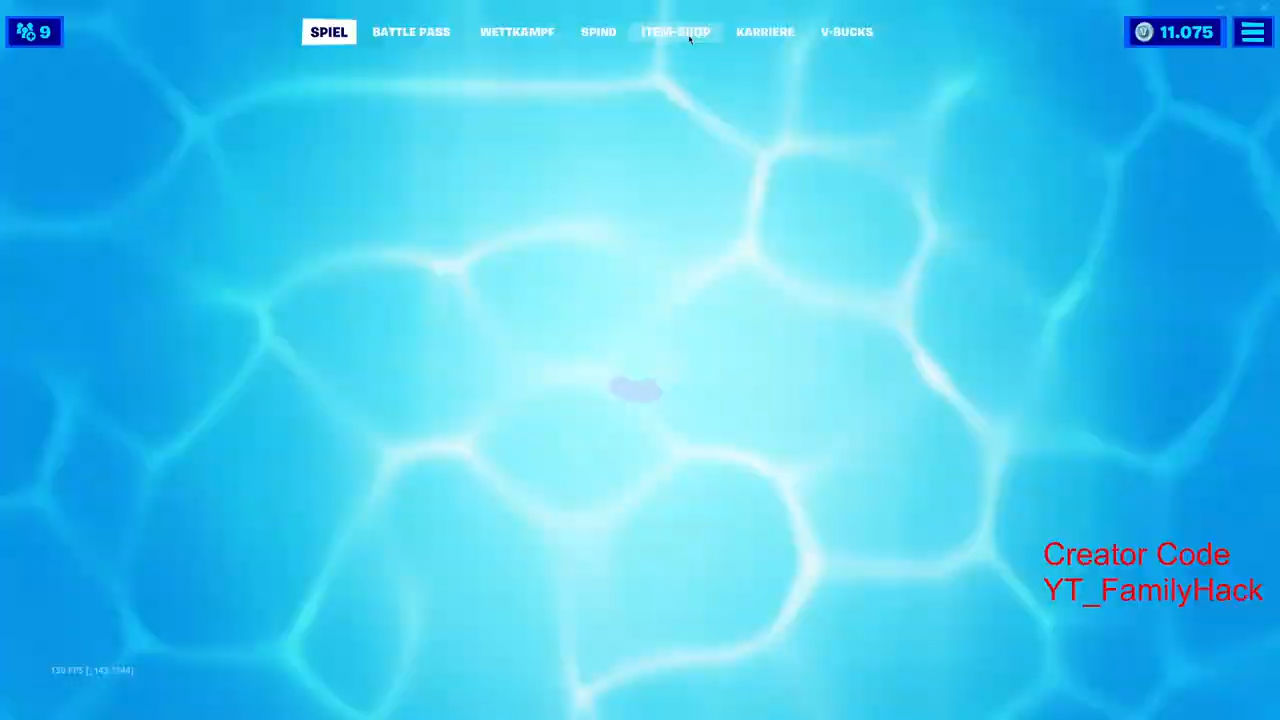 9
SPIEL
BATTLE PASS
WETTKAMPF
SPIND
ITEM-SHOP
KARRIERE
V-BUCKS
11.075
Creator Code
YT_FamilyHack